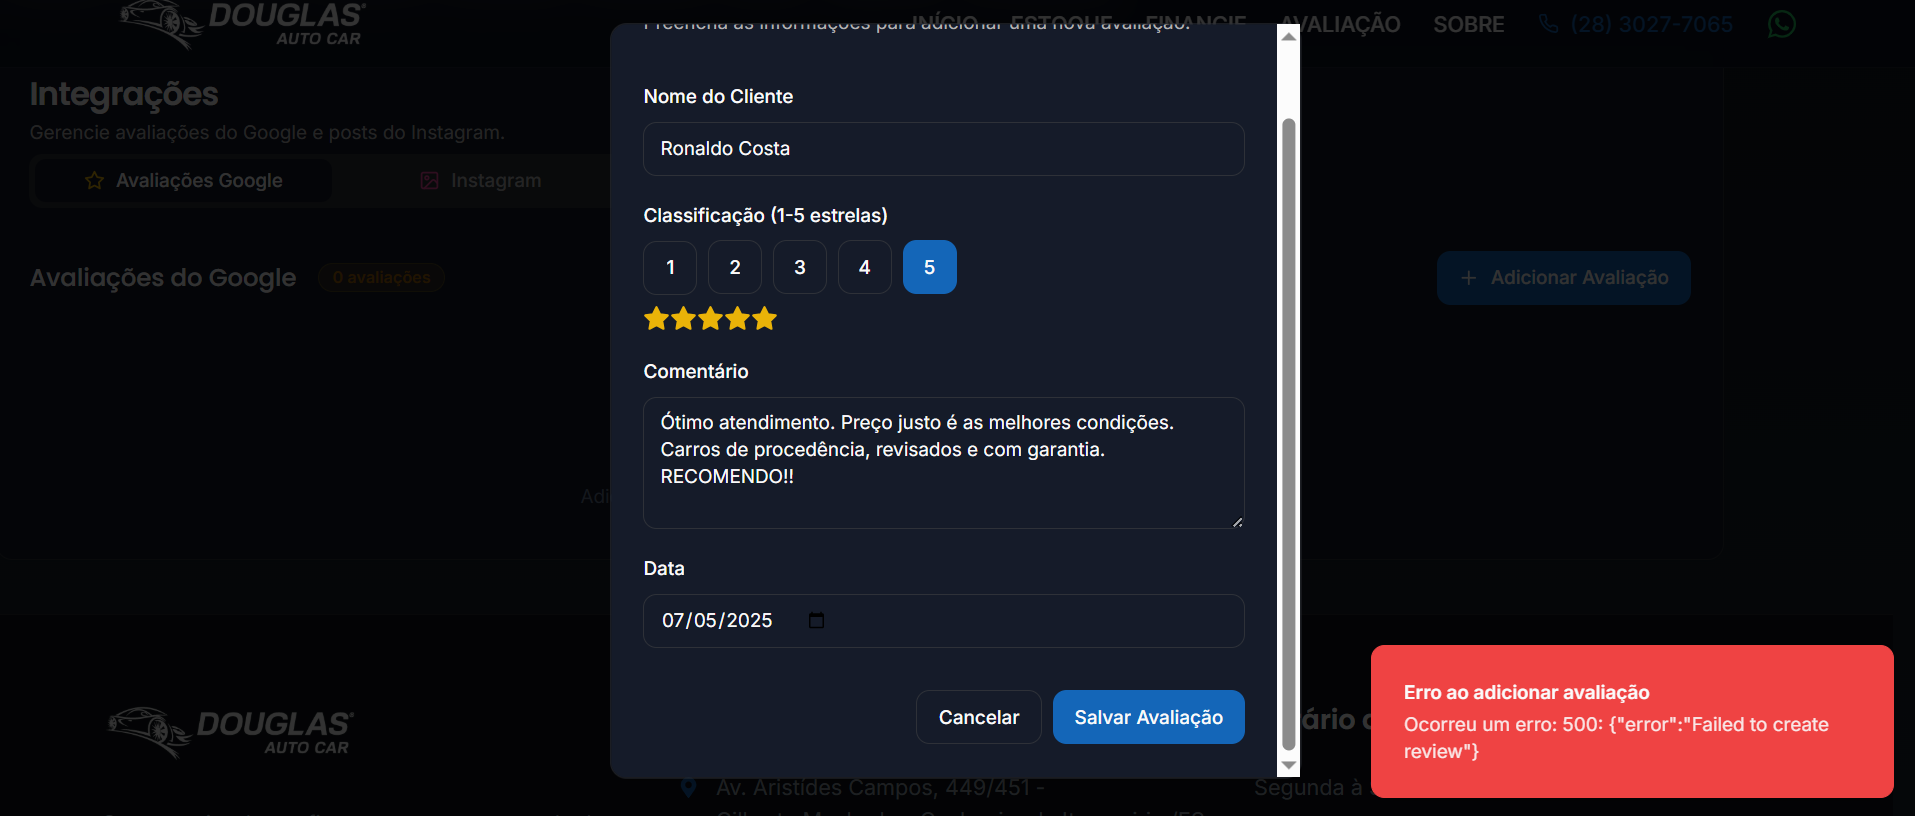 DOUGLAS®
AUTO CAR
INÍCIO ESTOQUE FINANCIE AVALIAÇÃO SOBRE (28) 3027-7065
Preencha as informações para adicionar uma nova avaliação.
Integrações
Gerencie avaliações do Google e posts do Instagram.
Avaliações Google Instagram
Nome do Cliente
Ronaldo Costa
Classificação (1-5 estrelas)
1 2 3 4 5
Avaliações do Google 0 avaliações
+ Adicionar Avaliação
Comentário
Ótimo atendimento. Preço justo é as melhores condições.
Carros de procedência, revisados e com garantia.
RECOMENDO!!
Adi
Data
07/05/2025
Cancelar Salvar Avaliação
DOUGLAS®
AUTO CAR
ário
Erro ao adicionar avaliação
Ocorreu um erro: 500: {"error":"Failed to create
review"}
Av. Aristides Campos, 449/451 -
Segunda à